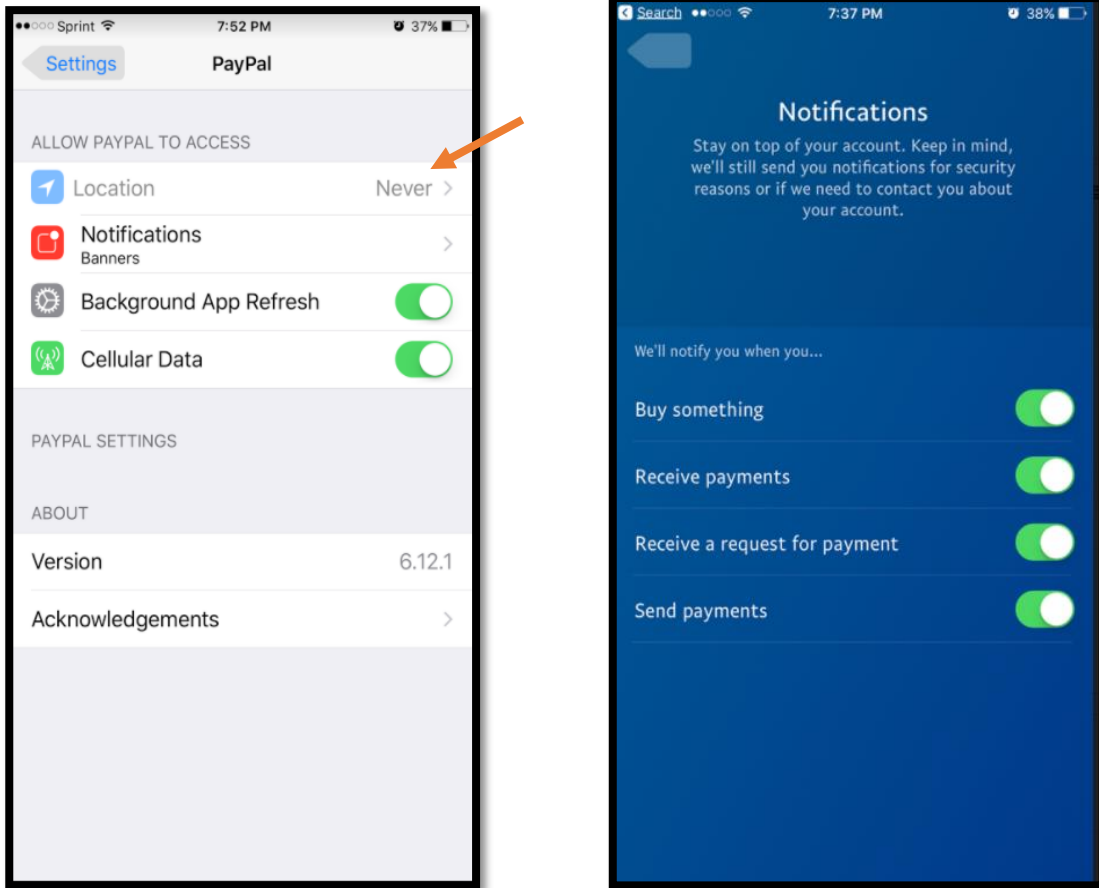 Sprint 7:52 PM 37%
Settings PayPal
ALLOW PAYPAL TO ACCESS
Location Never
Notifications
Banners
Background App Refresh
Cellular Data
PAYPAL SETTINGS
ABOUT
Version 6.12.1
Acknowledgements
Search 7:37 PM 38%
Notifications
Stay on top of your account. Keep in mind,
we'll still send you notifications for security
reasons or if we need to contact you about
your account.
We'll notify you when you...
Buy something
Receive payments
Receive a request for payment
Send payments